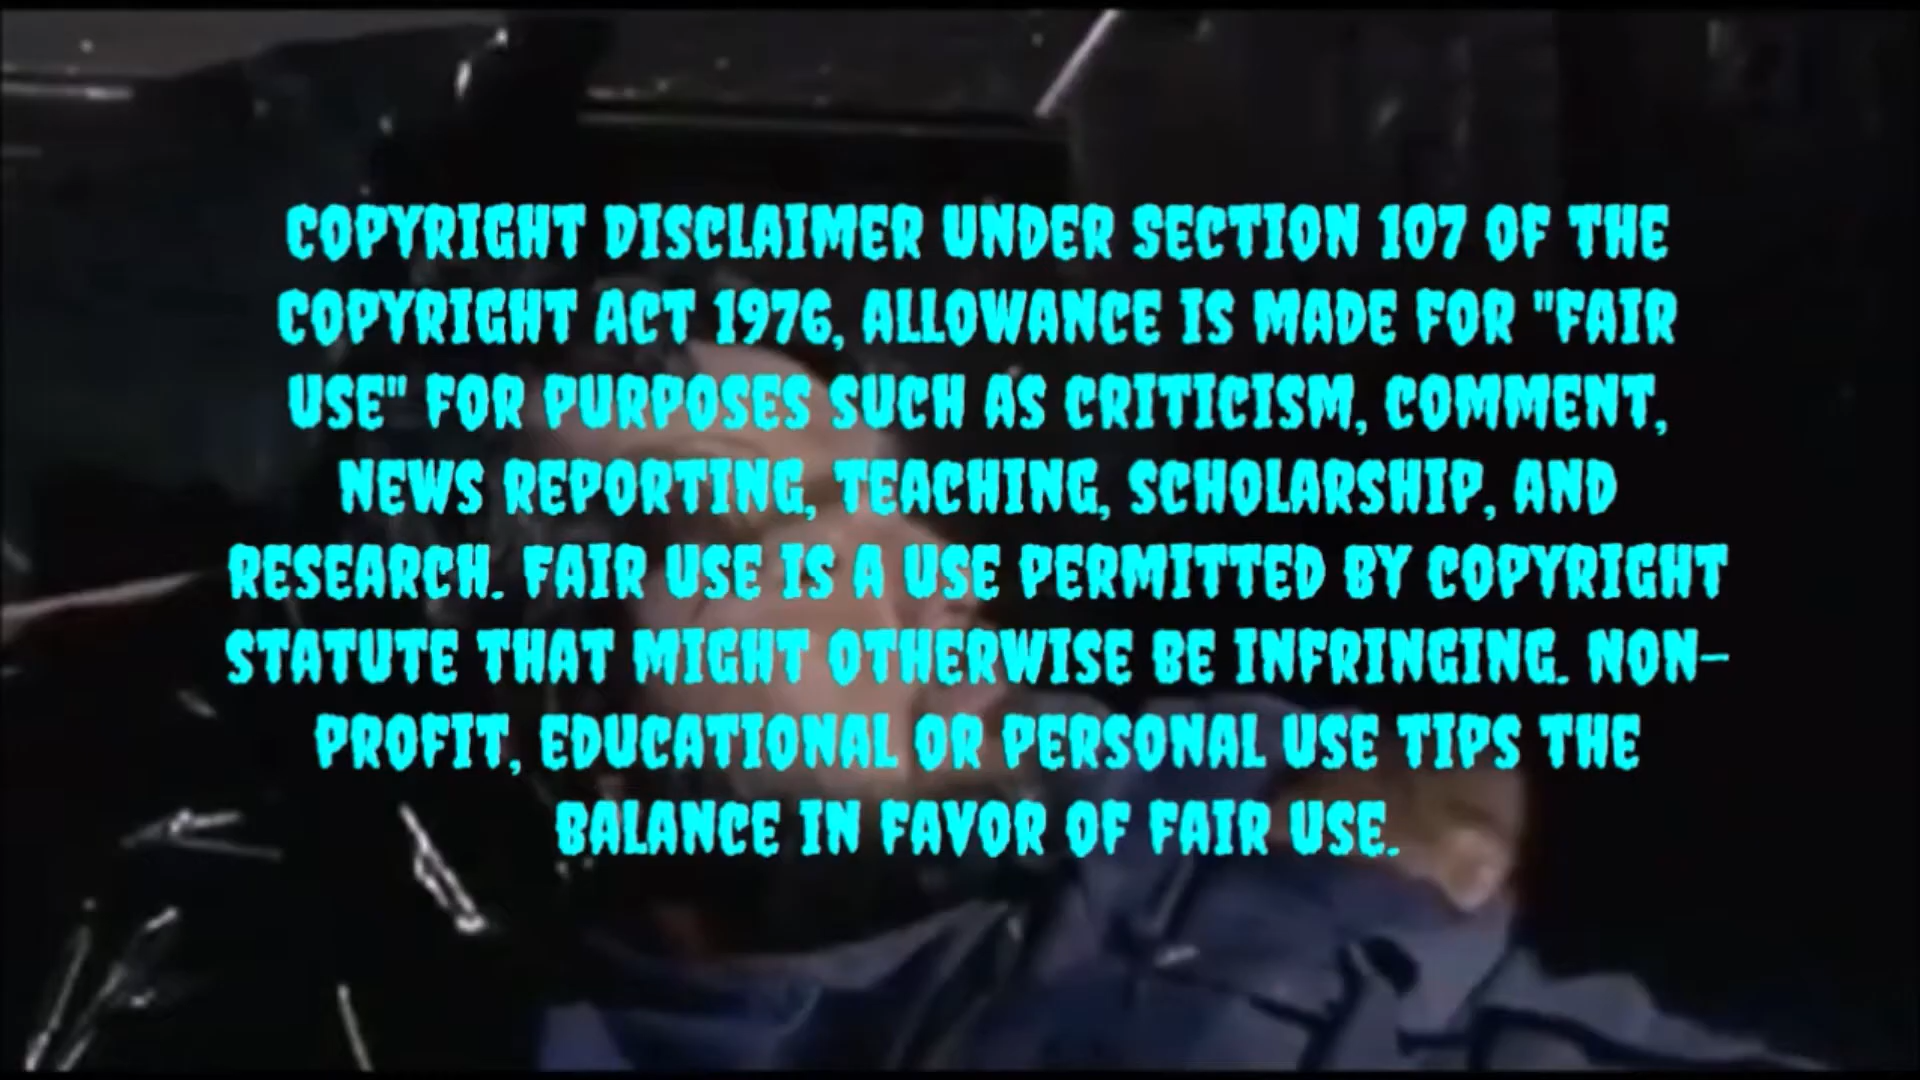 COPYRIGHT DISCLAIMER UNDER SECTION 107 OF THE
COPYRIGHT ACT 1976, ALLOWANCE IS MADE FOR "FAIR
USE" FOR PURPOSES SUCH AS CRITICISM, COMMENT,
NEWS REPORTING, TEACHING, SCHOLARSHIP, AND
RESEARCH. FAIR USE IS A USE PERMITTED BY COPYRIGHT
STATUTE THAT MIGHT OTHERWISE BE INFRINGING. NON-
PROFIT, EDUCATIONAL OR PERSONAL USE TIPS THE
BALANCE IN FAVOR OF FAIR USE.